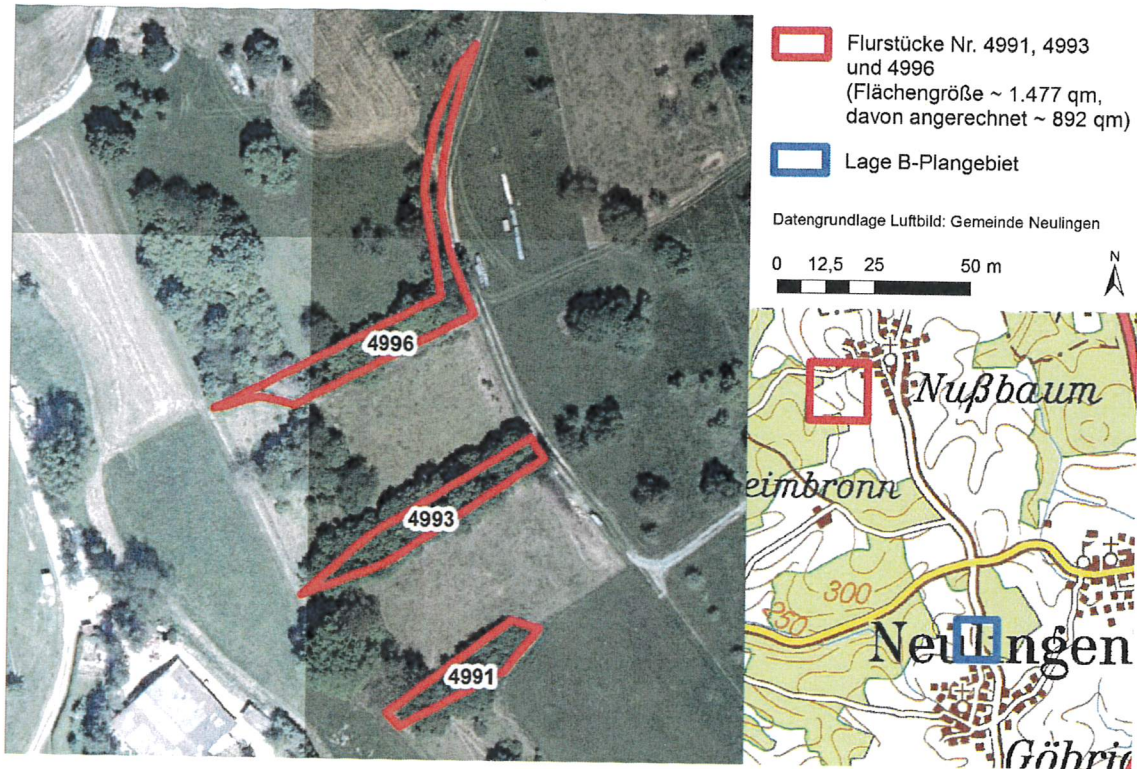 Flurstücke Nr. 4991, 4993
und 4996
(Flächengröße ~ 1.477 qm,
davon angerechnet ~ 892 qm)
Lage B-Plangebiet
Datengrundlage Luftbild: Gemeinde Neulingen
0 12,5 25 50 m
N
4996
4993
4991
Nußbaum
eimbronn
300
250
Neulingen
Göbric